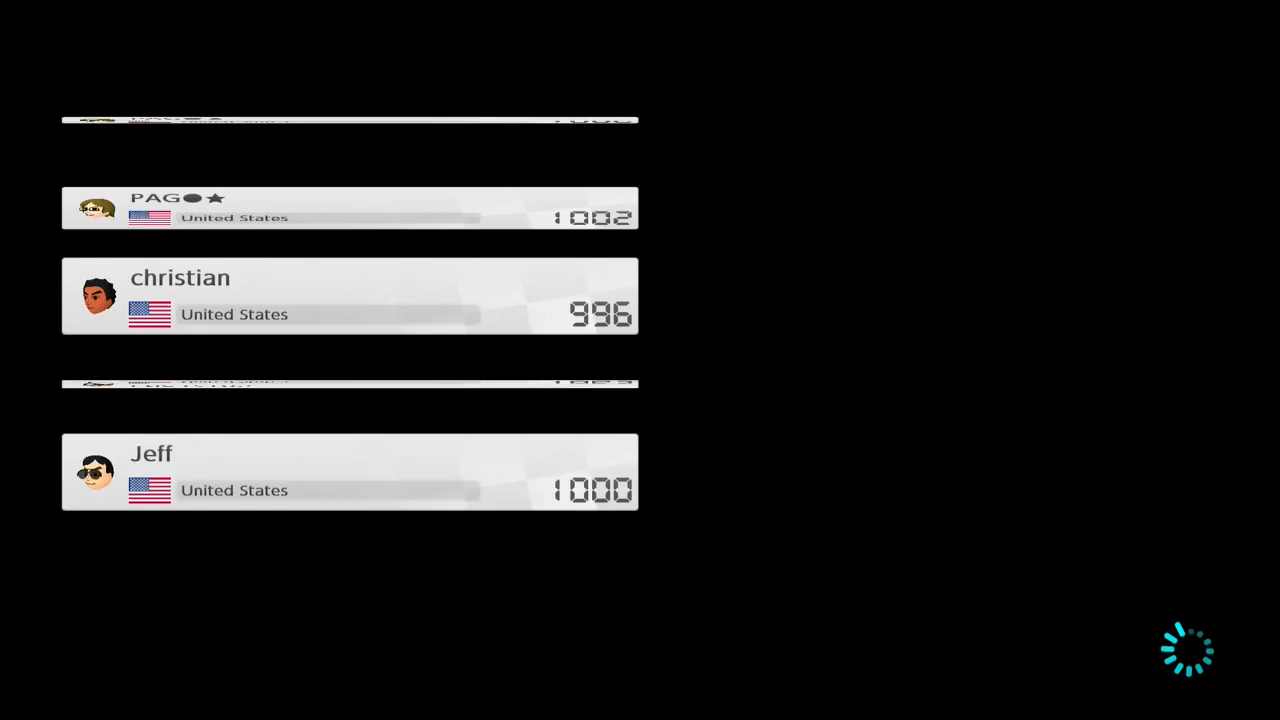 PAG●★
United States
1002
christian
United States
996
Jeff
United States
1000